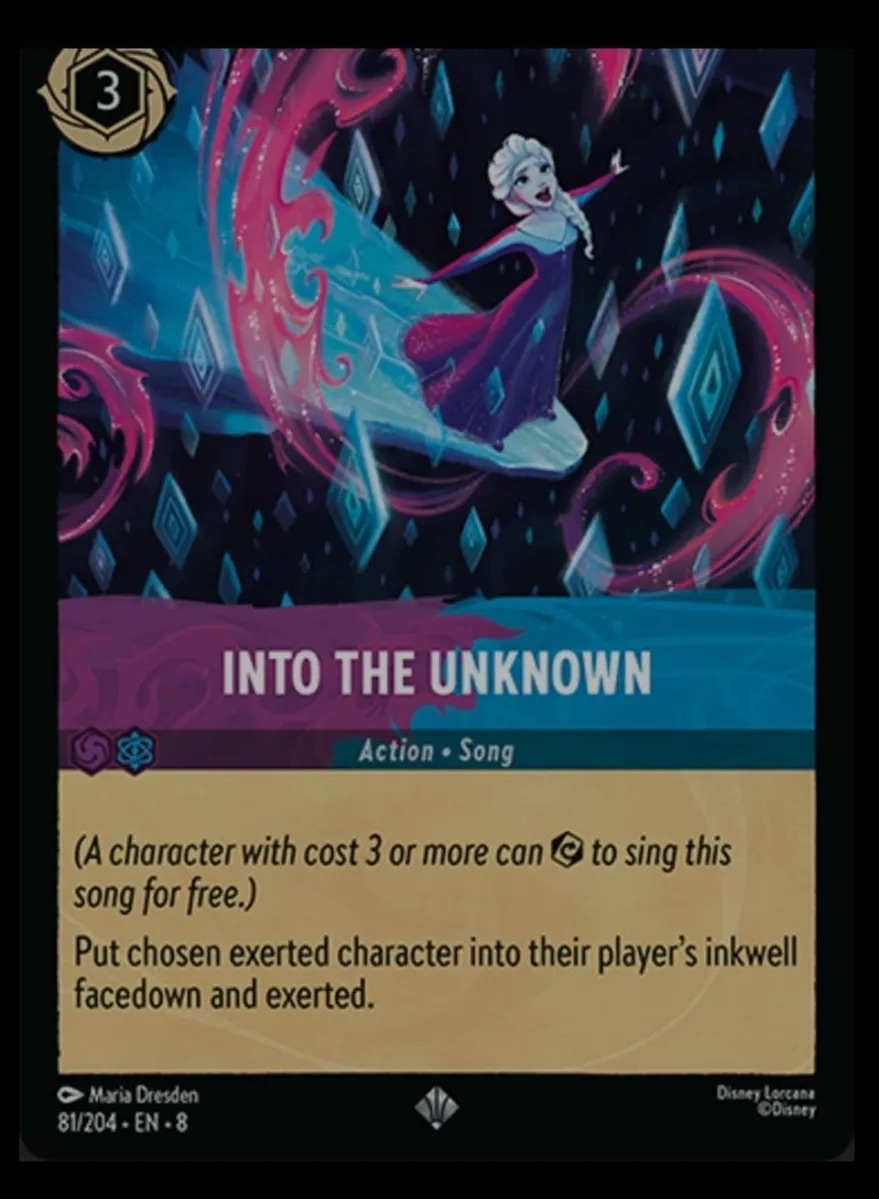 3
INTO THE UNKNOWN
Action • Song
(A character with cost 3 or more can to sing this
song for free.)
Put chosen exerted character into their player's inkwell
facedown and exerted.
Maria Dresden
81/204 • EN • 8
Disney Lorcana
©Disney